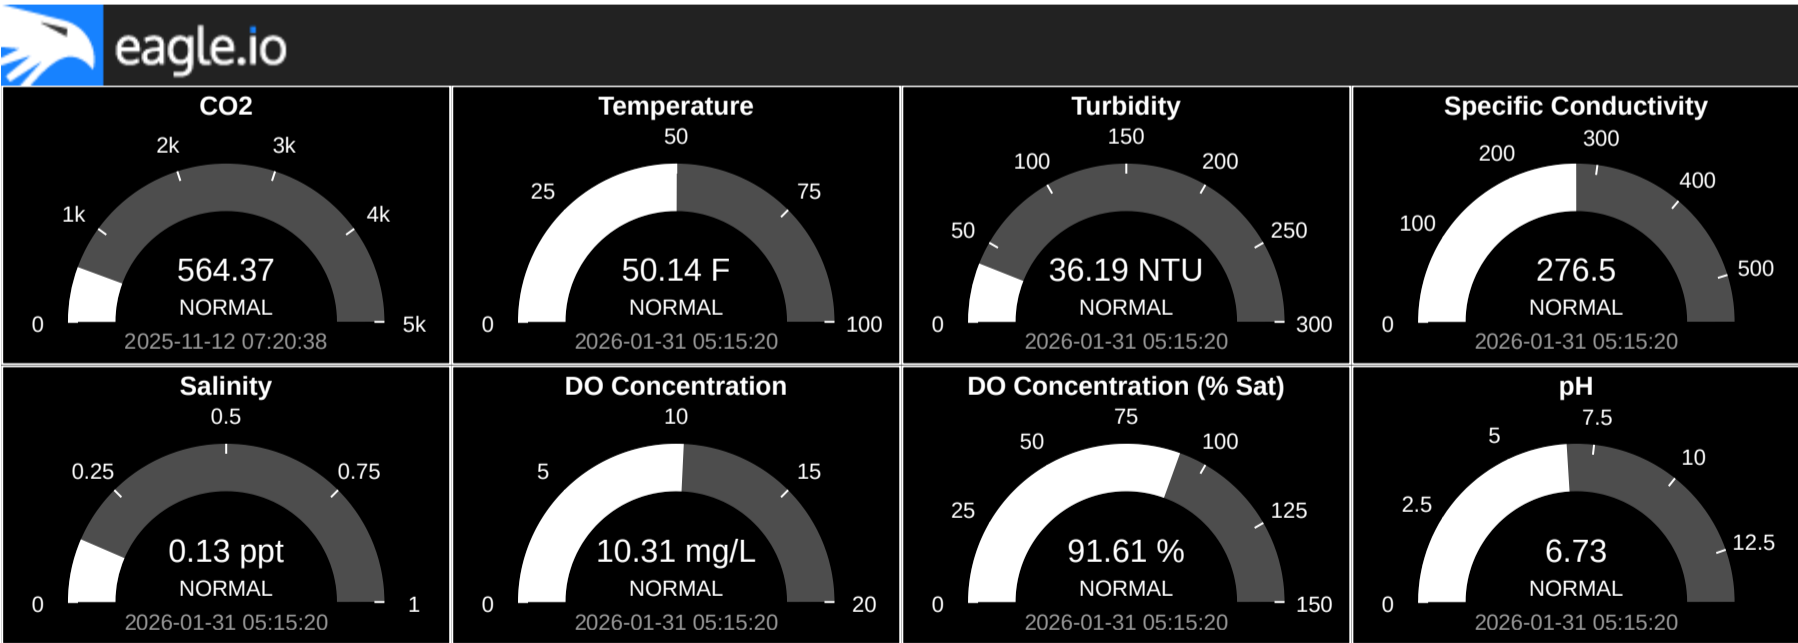 eagle.io
CO2
2k
3k
1k
4k
564.37
NORMAL
0
5k
2025-11-12 07:20:38
Temperature
50
25
75
50.14 F
NORMAL
0
100
2026-01-31 05:15:20
Turbidity
150
100
200
50
250
36.19 NTU
NORMAL
0
300
2026-01-31 05:15:20
Specific Conductivity
300
200
400
100
500
276.5
NORMAL
0
2026-01-31 05:15:20
Salinity
0.5
0.25
0.75
0.13 ppt
NORMAL
0
1
2026-01-31 05:15:20
DO Concentration
10
5
15
10.31 mg/L
NORMAL
0
20
2026-01-31 05:15:20
DO Concentration (% Sat)
75
50
100
25
125
91.61 %
NORMAL
0
150
2026-01-31 05:15:20
pH
7.5
5
10
2.5
12.5
6.73
NORMAL
0
2026-01-31 05:15:20